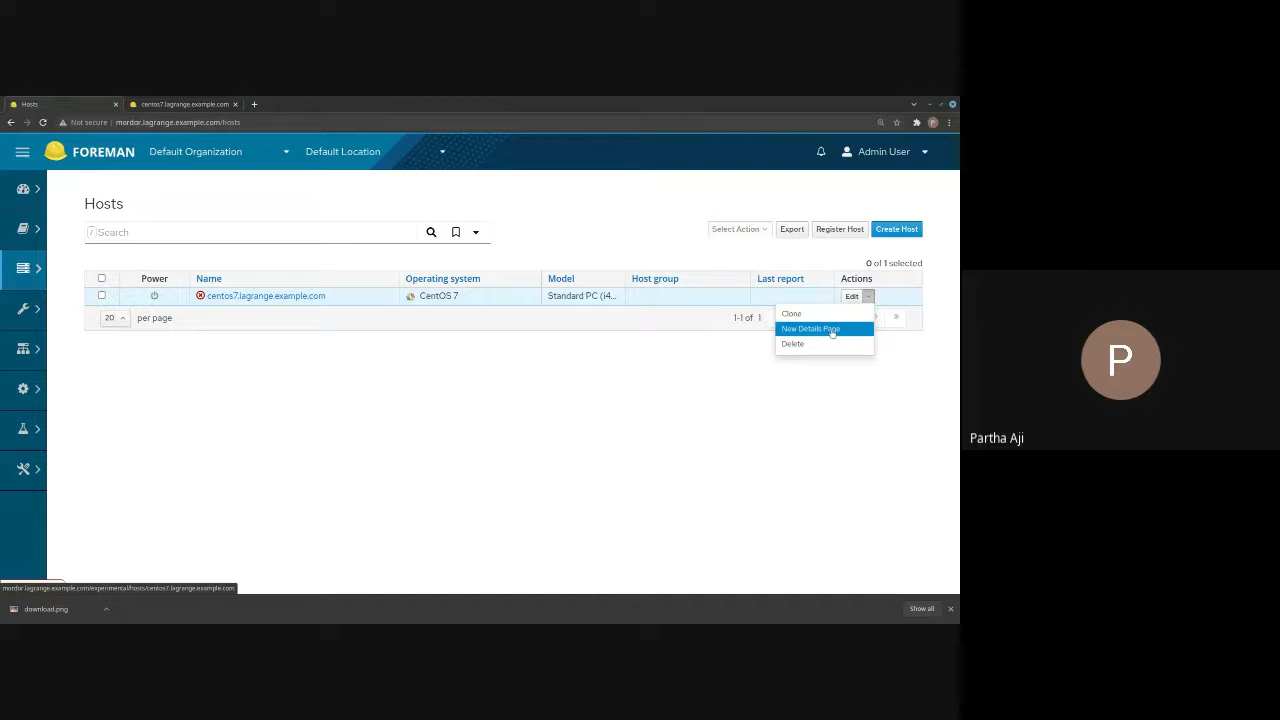 Hosts
centos7.lagrange.example.com
Not secure
mordor.lagrange.example.com/hosts
P
FOREMAN
Default Organization
Default Location
Admin User
Hosts
/ Search
Select Action
Export
Register Host
Create Host
0 of 1 selected
Power
Name
Operating system
Model
Host group
Last report
Actions
centos7.lagrange.example.com
CentOS 7
Standard PC (i4...
Edit
20
per page
1-1 of 1
Clone
New Details Page
Delete
P
Partha Aji
mordor.lagrange.example.com/experimental/hosts/centos7.lagrange.example.com
download.png
Show all